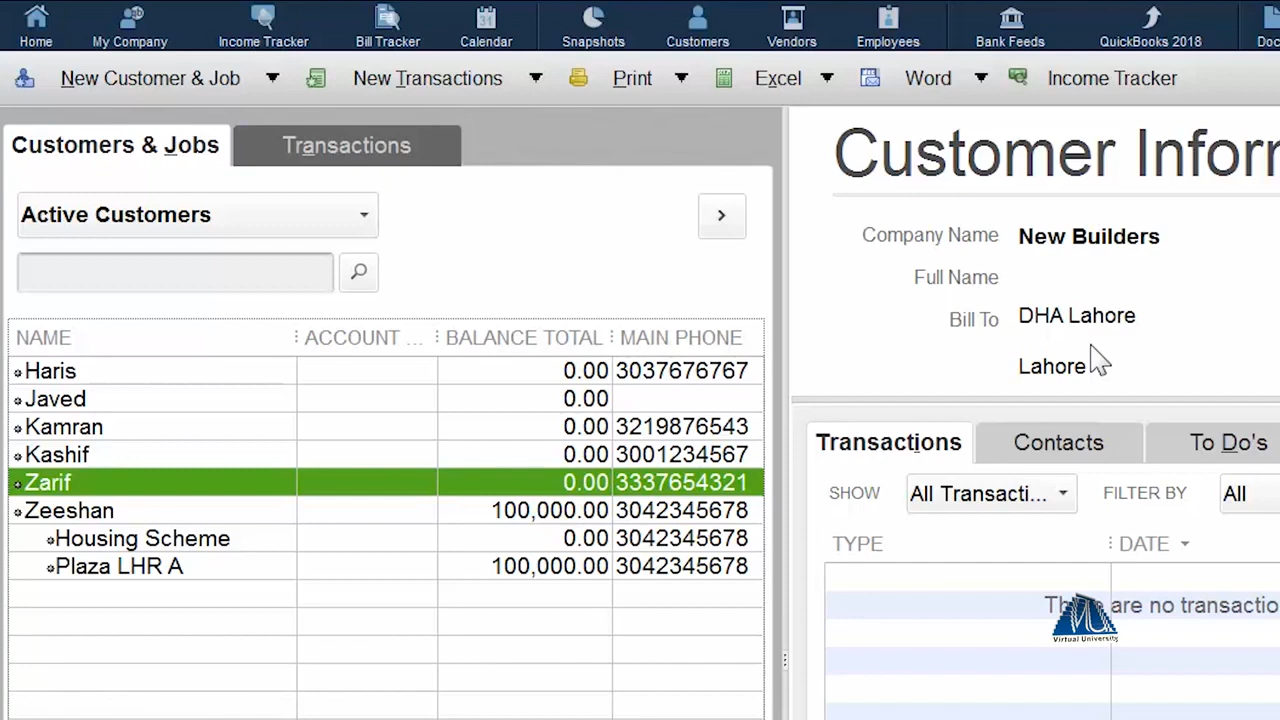 Home
My Company
Income Tracker
Bill Tracker
Calendar
Snapshots
Customers
Vendors
Employees
Bank Feeds
QuickBooks 2018
Doc
New Customer & Job
New Transactions
Print
Excel
Word
Income Tracker
Customers & Jobs
Transactions
Active Customers
NAME ACCOUNT ... BALANCE TOTAL MAIN PHONE
Haris 0.00 3037676767
Javed 0.00
Kamran 0.00 3219876543
Kashif 0.00 3001234567
Zarif 0.00 3337654321
Zeeshan 100,000.00 3042345678
Housing Scheme 0.00 3042345678
Plaza LHR A 100,000.00 3042345678
Customer Infor
Company Name New Builders
Full Name
Bill To DHA Lahore
Lahore
Transactions
Contacts
To Do's
SHOW All Transacti... FILTER BY All
TYPE DATE
are no transactio
Virtual University